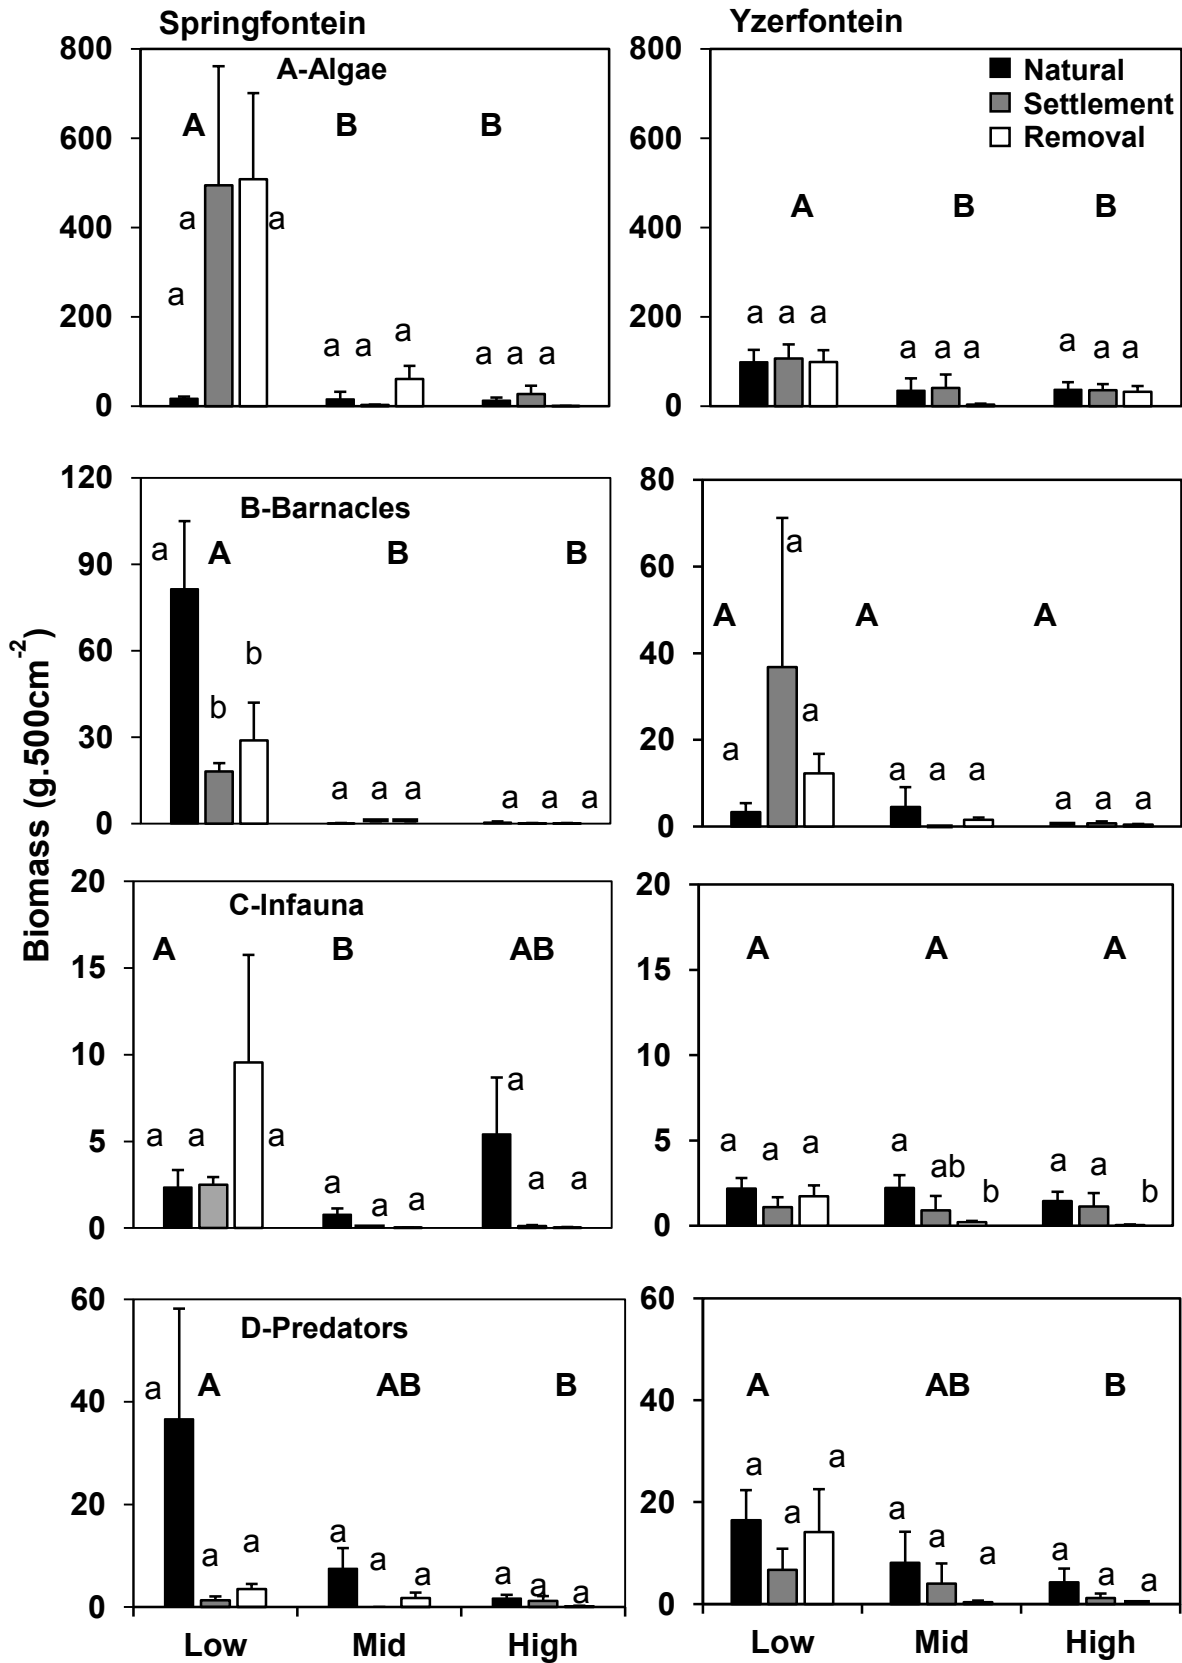 Springfontein
Yzerfontein
800
600
400
200
0
A-Algae
A
B
B
a
a
a
a
a
a
a
a
a
800
600
400
200
0
Natural
Settlement
Removal
A
B
B
a
a
a
a
a
a
a
a
a
Biomass (g.500cm-2)
120
90
60
30
0
B-Barnacles
a
A
B
B
b
b
a
a
a
a
a
a
80
60
40
20
0
a
A
A
A
a
a
a
a
a
a
a
a
20
15
10
5
0
C-Infauna
A
B
AB
a
a
a
a
a
a
a
a
a
20
15
10
5
0
A
A
A
a
a
a
a
ab
b
a
a
b
60
40
20
0
D-Predators
a
A
AB
B
a
a
a
a
a
a
a
a
Low
Mid
High
60
40
20
0
A
AB
B
a
a
a
a
a
a
a
a
a
Low
Mid
High